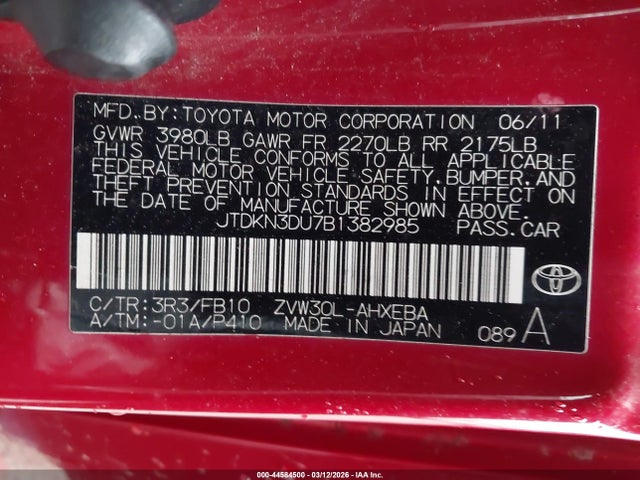 MFD. BY: TOYOTA MOTOR CORPORATION 06/11
GVWR 3980LB GAWR FR 2270LB RR 2175LB
THIS VEHICLE CONFORMS TO ALL APPLICABLE
FEDERAL MOTOR VEHICLE SAFETY, BUMPER, AND
THEFT PREVENTION STANDARDS IN EFFECT ON
THE DATE OF MANUFACTURE SHOWN ABOVE.
JTDKN3DU7B1382985 PASS. CAR
C/TR: 3R3/FB10 ZVW30L-AHXEBA
A/TM: -01A/P410 MADE IN JAPAN 089 A
000-44584500 - 03/12/2026 - IAA Inc.